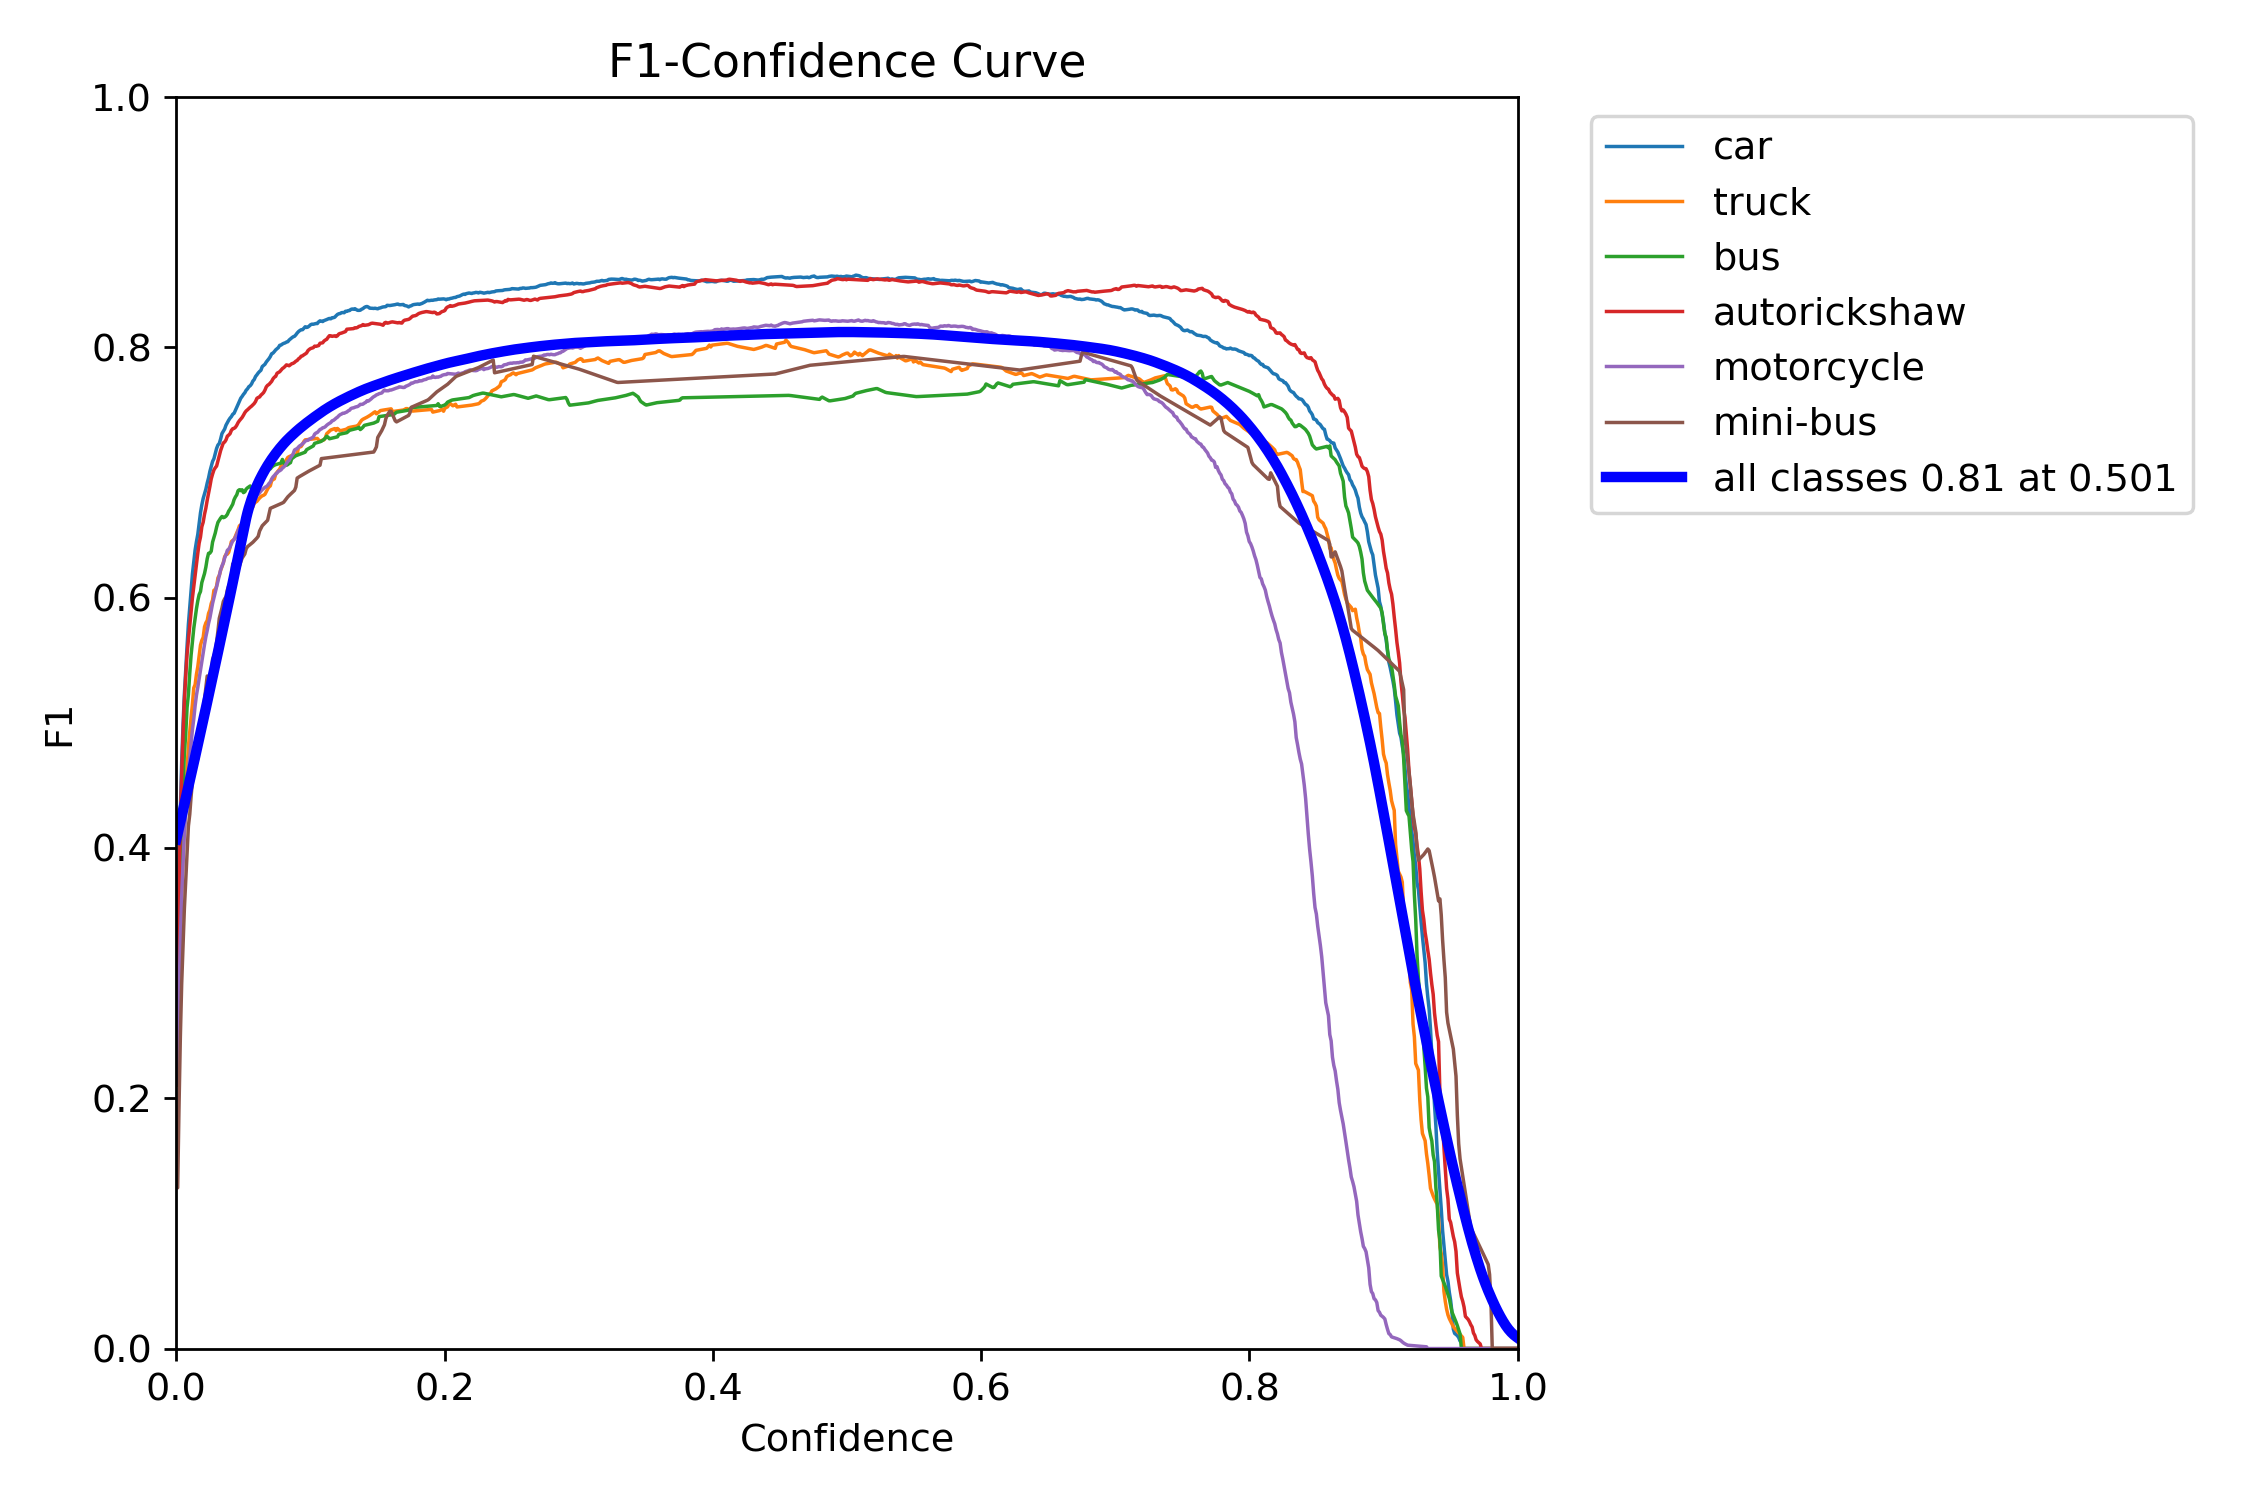 F1-Confidence Curve
1.0
0.8
0.6
0.4
0.2
0.0
F1
0.0 0.2 0.4 0.6 0.8 1.0
Confidence
car
truck
bus
autorickshaw
motorcycle
mini-bus
all classes 0.81 at 0.501